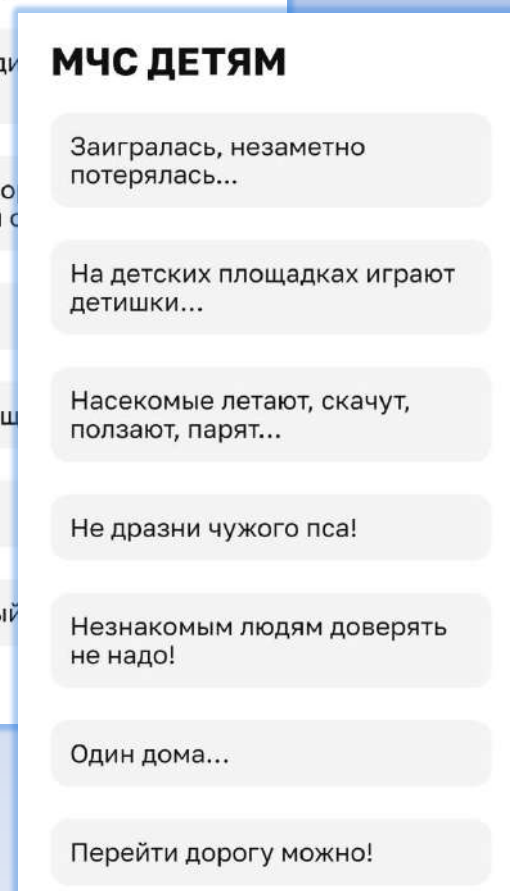 МЧС ДЕТЯМ
Заигралась, незаметно
потерялась...
На детских площадках играют
детишки...
Насекомые летают, скачут,
ползают, парят...
Не дразни чужого пса!
Незнакомым людям доверять
не надо!
Один дома...
Перейти дорогу можно!